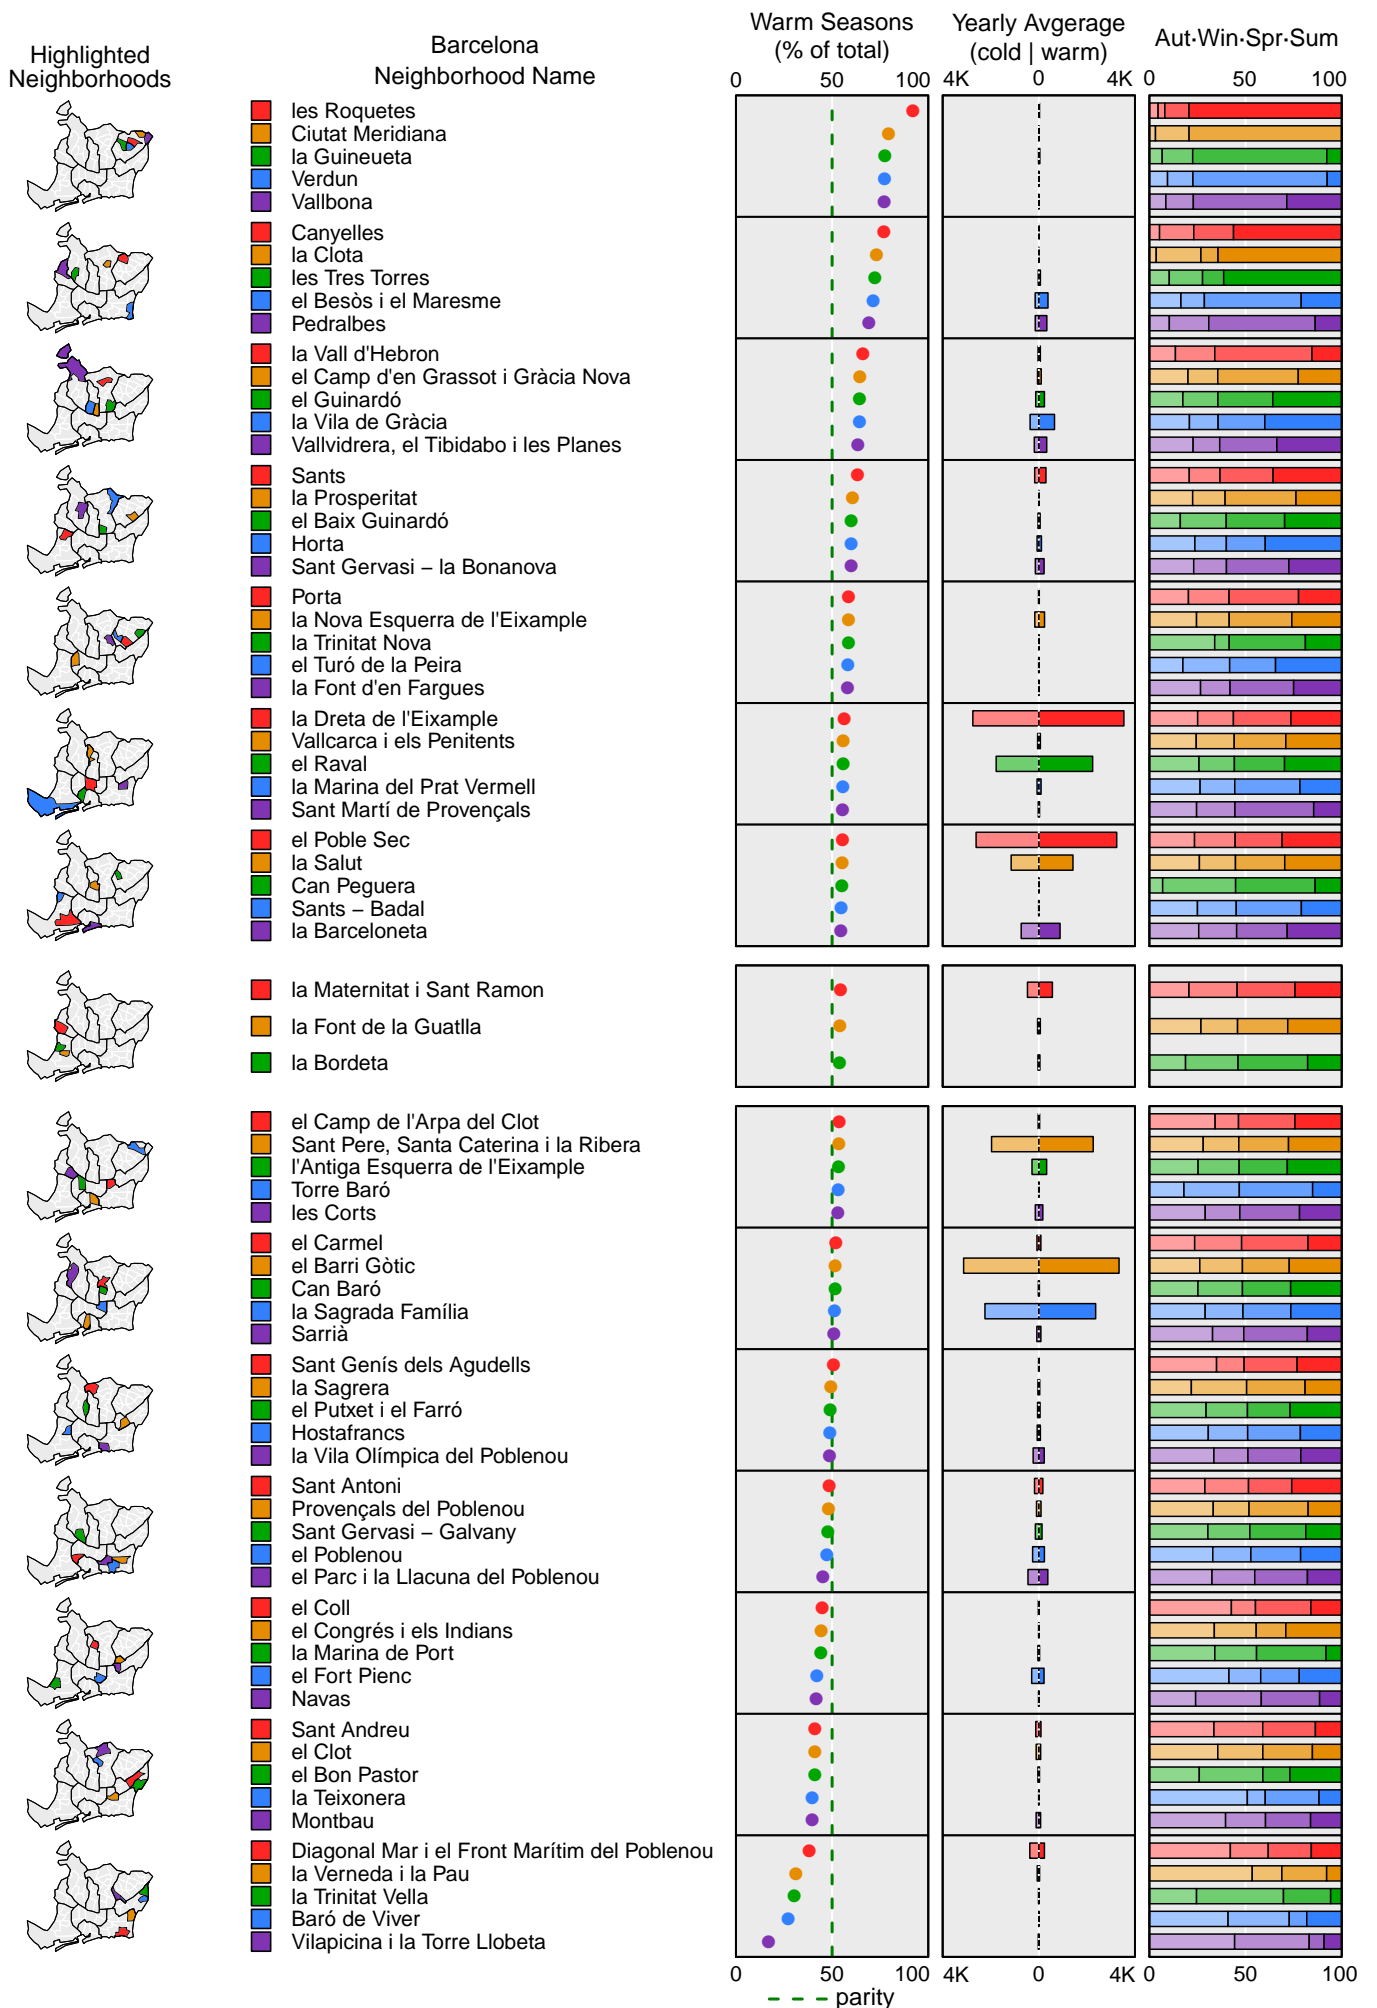 Highlighted
Neighborhoods
Barcelona
Neighborhood Name
Warm Seasons
(% of total)
Yearly Avgerage
(cold | warm)
Aut·Win·Spr·Sum
0 50 100
4K 0 4K
0 50 100
les Roquetes
Ciutat Meridiana
la Guineueta
Verdun
Vallbona
Canyelles
la Clota
les Tres Torres
el Besòs i el Maresme
Pedralbes
la Vall d'Hebron
el Camp d'en Grassot i Gràcia Nova
el Guinardó
la Vila de Gràcia
Vallvidrera, el Tibidabo i les Planes
Sants
la Prosperitat
el Baix Guinardó
Horta
Sant Gervasi − la Bonanova
Porta
la Nova Esquerra de l'Eixample
la Trinitat Nova
el Turó de la Peira
la Font d'en Fargues
la Dreta de l'Eixample
Vallcarca i els Penitents
el Raval
la Marina del Prat Vermell
Sant Martí de Provençals
el Poble Sec
la Salut
Can Peguera
Sants − Badal
la Barceloneta
la Maternitat i Sant Ramon
la Font de la Guatlla
la Bordeta
el Camp de l'Arpa del Clot
Sant Pere, Santa Caterina i la Ribera
l'Antiga Esquerra de l'Eixample
Torre Baró
les Corts
el Carmel
el Barri Gòtic
Can Baró
la Sagrada Família
Sarrià
Sant Genís dels Agudells
la Sagrera
el Putxet i el Farró
Hostafrancs
la Vila Olímpica del Poblenou
Sant Antoni
Provençals del Poblenou
Sant Gervasi − Galvany
el Poblenou
el Parc i la Llacuna del Poblenou
el Coll
el Congrés i els Indians
la Marina de Port
el Fort Pienc
Navas
Sant Andreu
el Clot
el Bon Pastor
la Teixonera
Montbau
Diagonal Mar i el Front Marítim del Poblenou
la Verneda i la Pau
la Trinitat Vella
Baró de Viver
Vilapicina i la Torre Llobeta
0 50 100
4K 0 4K
0 50 100
parity